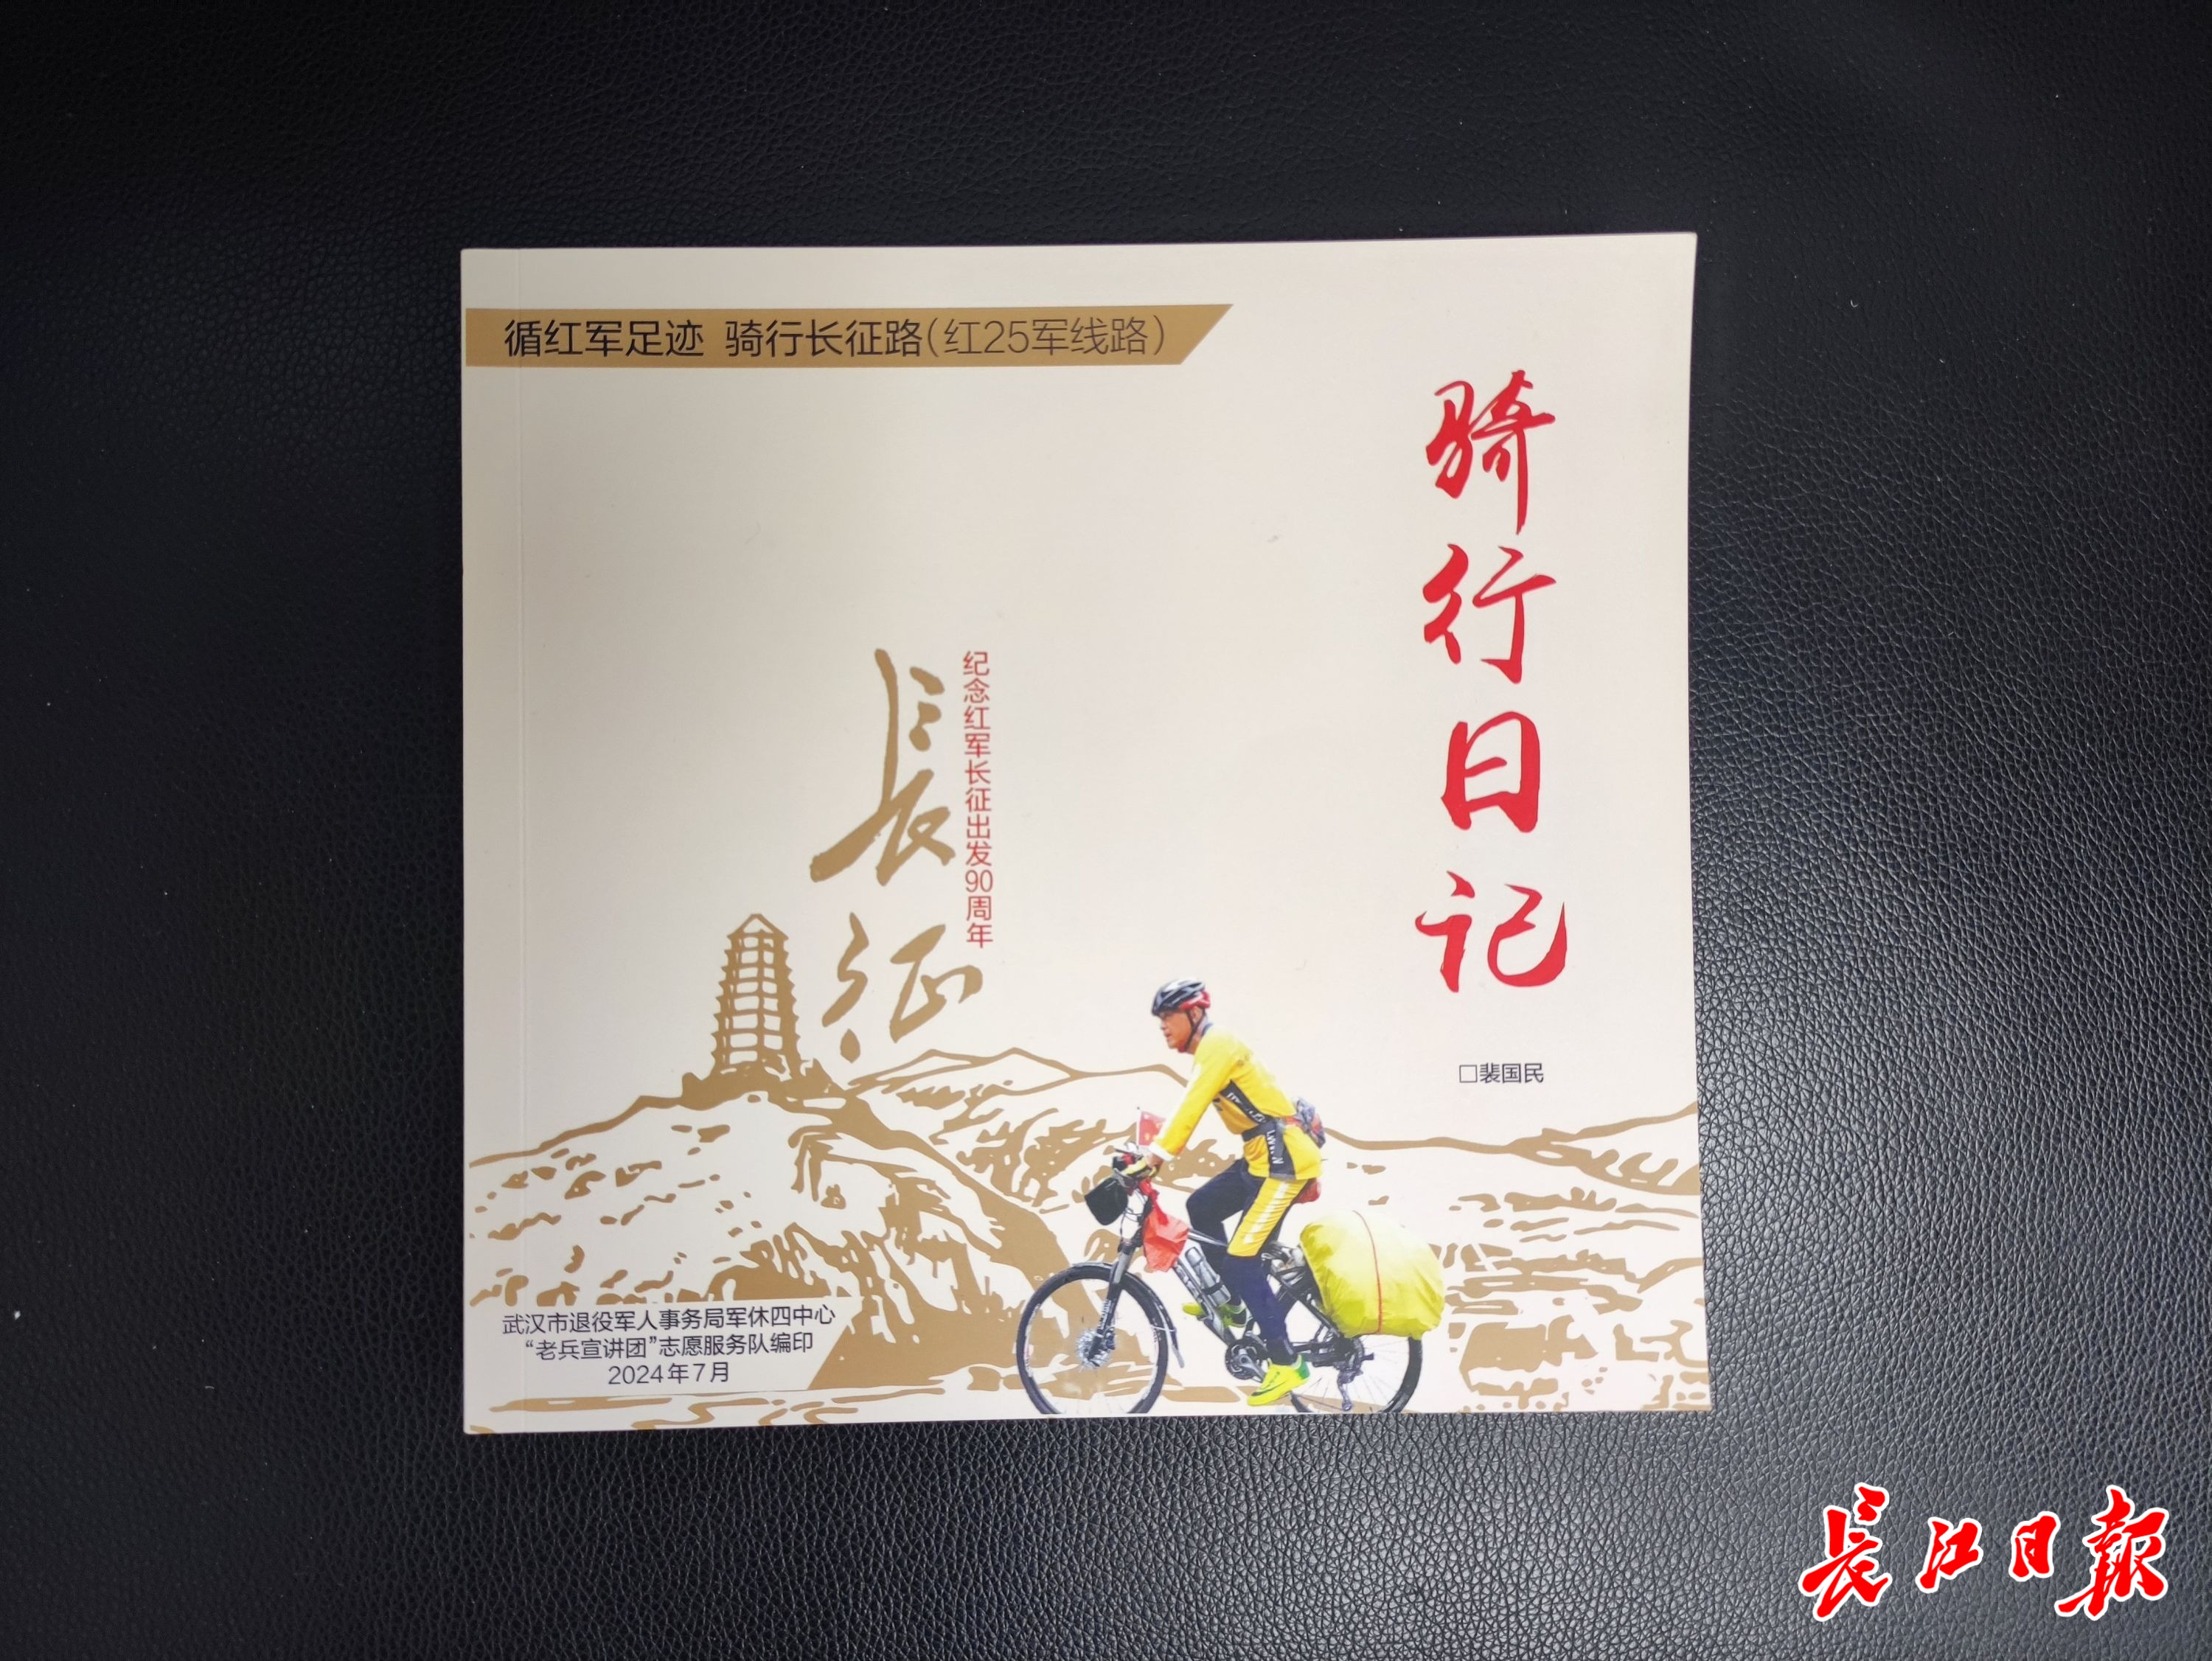 循红军足迹 骑行长征路（红25军线路）
骑行日记
□裴国民
纪念红军长征出发90周年
長征
武汉市退役军人事务局军休四中心
“老兵宣讲团”志愿服务队编印
2024年7月
長江日報